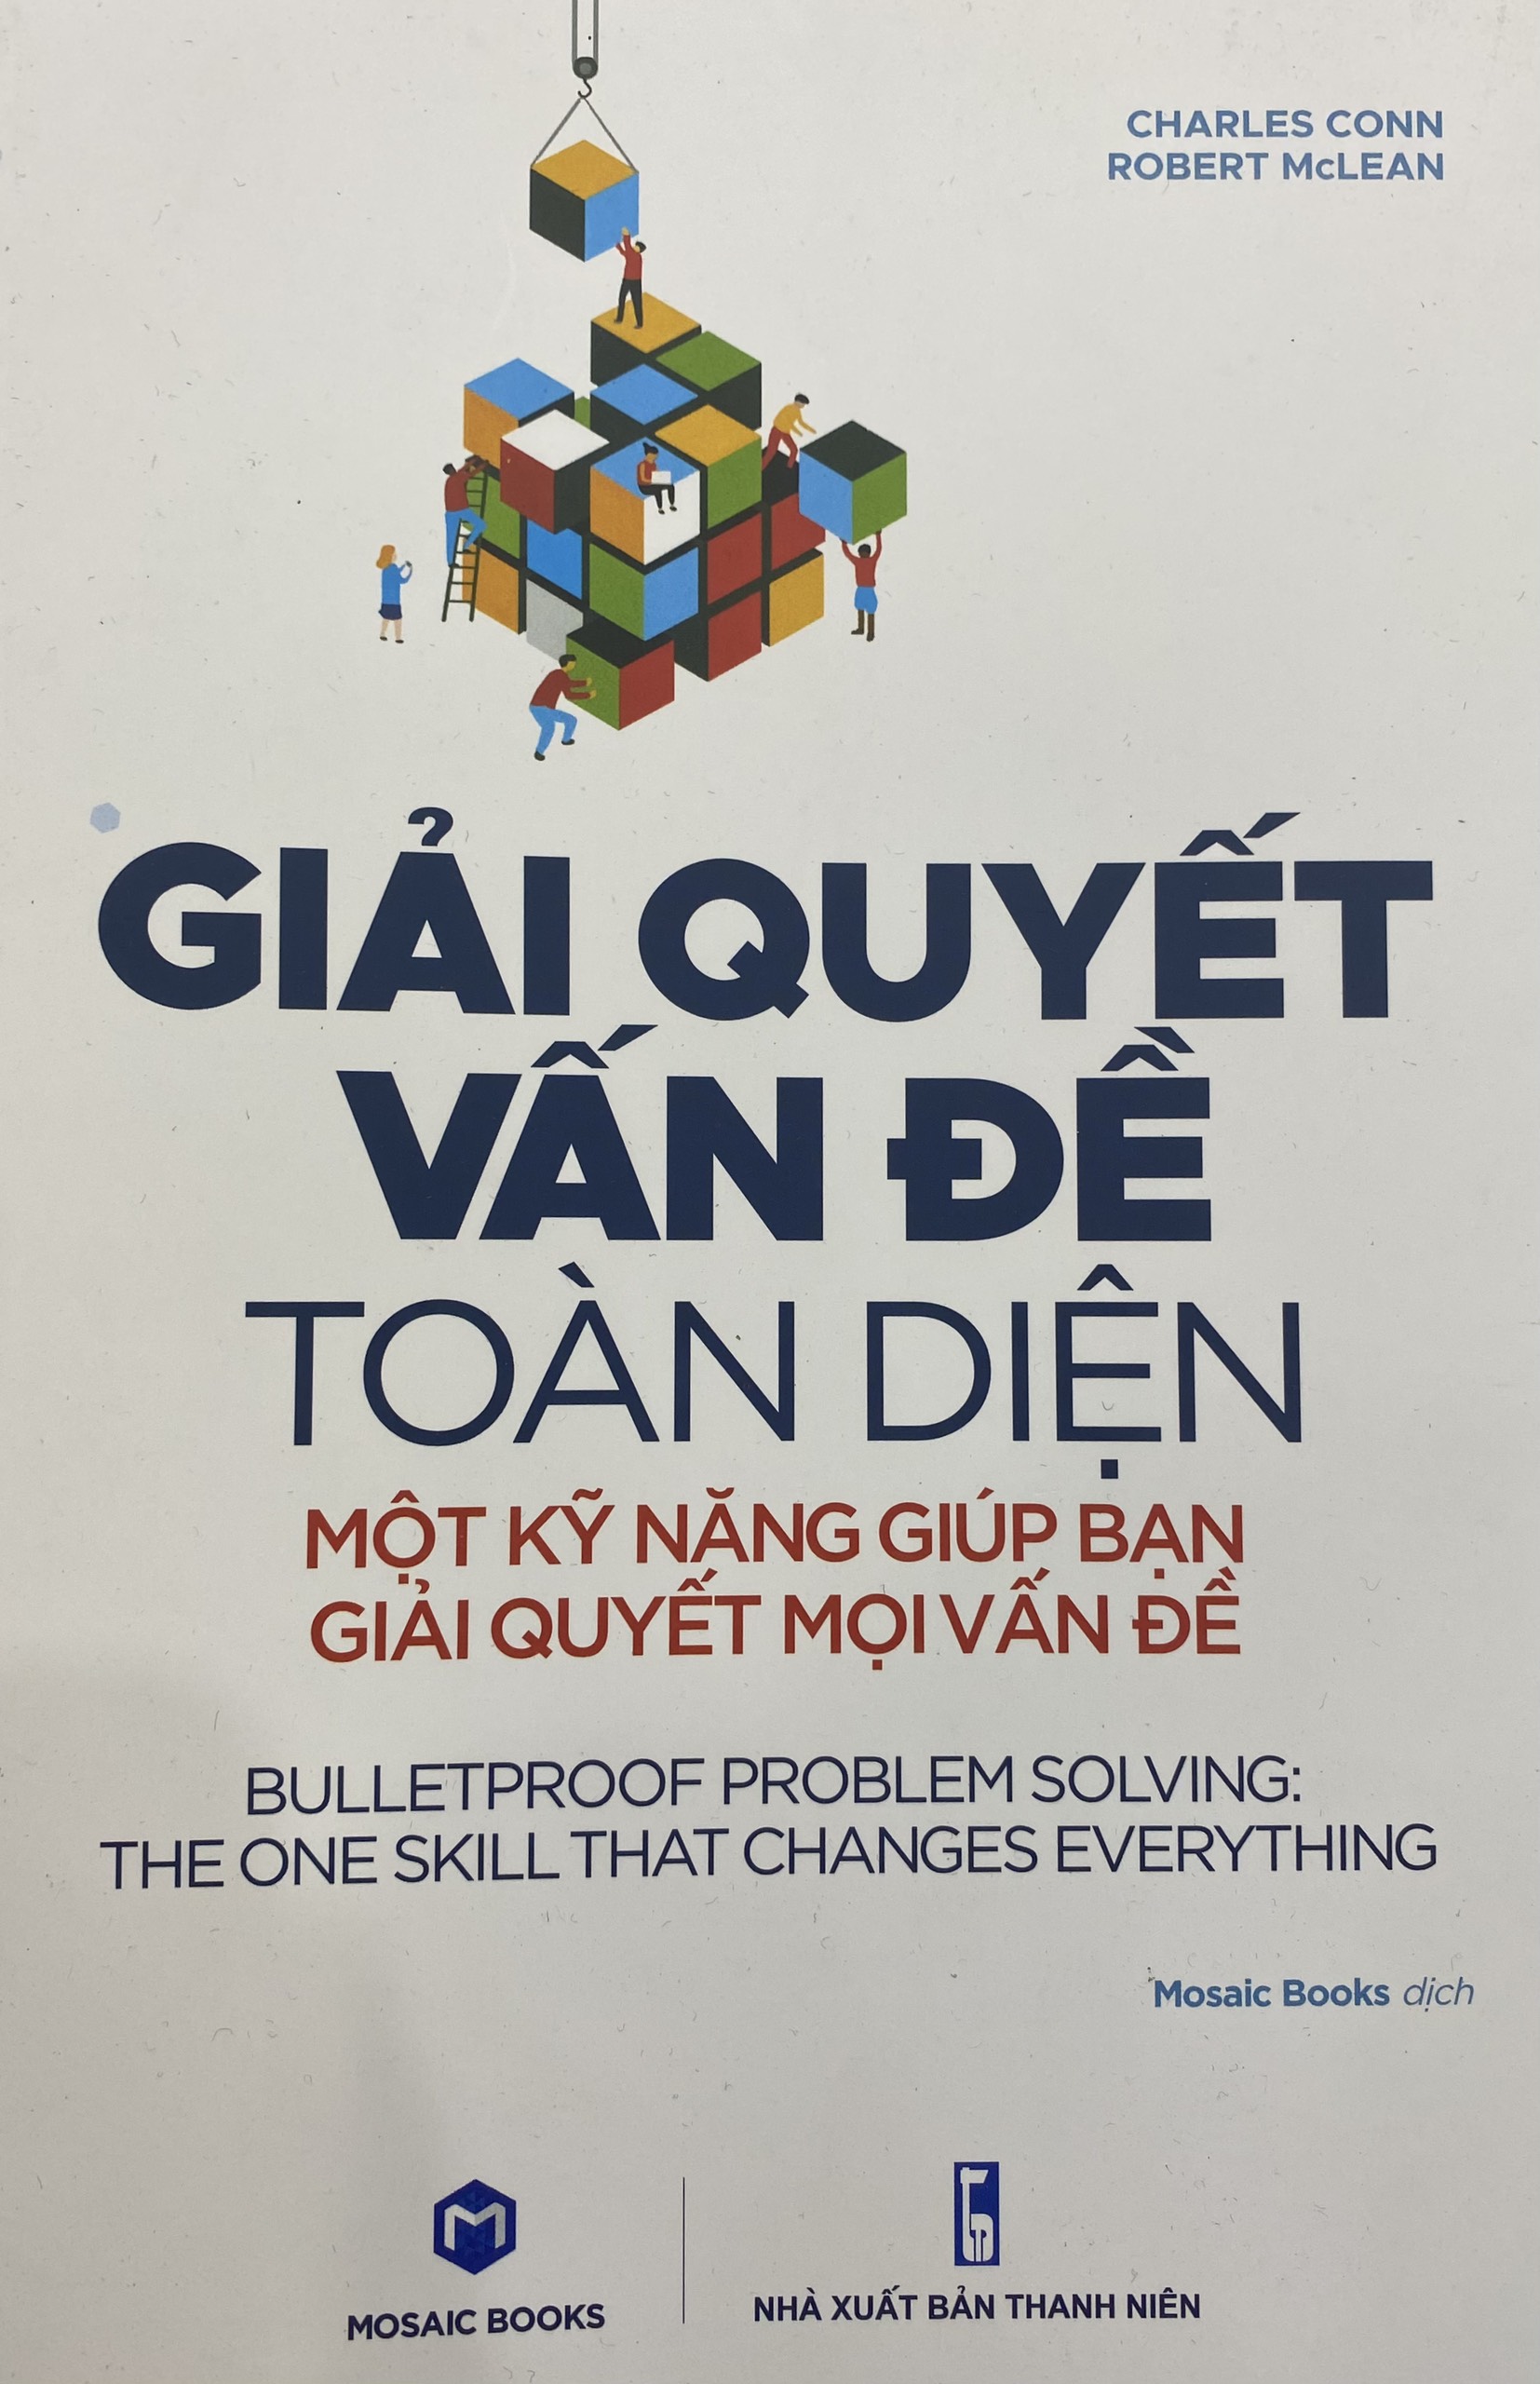 CHARLES CONN
ROBERT McLEAN
GIẢI QUYẾT
VẤN ĐỀ
TOÀN DIỆN
MỘT KỸ NĂNG GIÚP BẠN
GIẢI QUYẾT MỌI VẤN ĐỀ
BULLETPROOF PROBLEM SOLVING:
THE ONE SKILL THAT CHANGES EVERYTHING
Mosaic Books dịch
MOSAIC BOOKS
NHÀ XUẤT BẢN THANH NIÊN